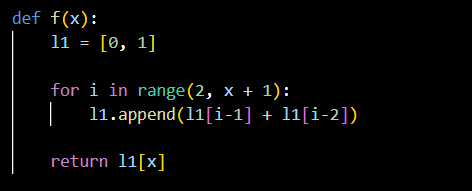 def f(x):
    l1 = [0, 1]

    for i in range(2, x + 1):
        l1.append(l1[i-1] + l1[i-2])

    return l1[x]